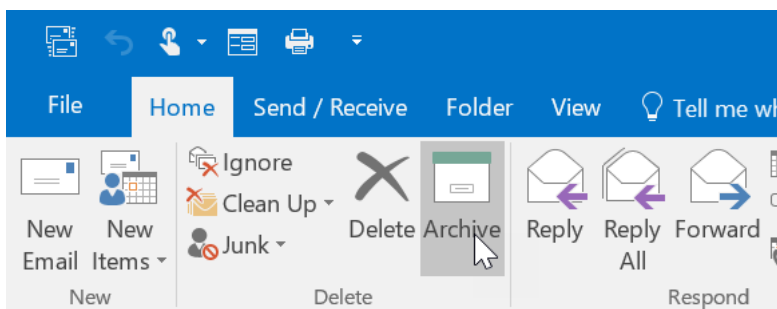 File Home Send / Receive Folder View Tell me wh
Ignore
Clean Up
Junk
New Email
New Items
Delete
Archive
Reply
Reply All
Forward
New
Delete
Respond